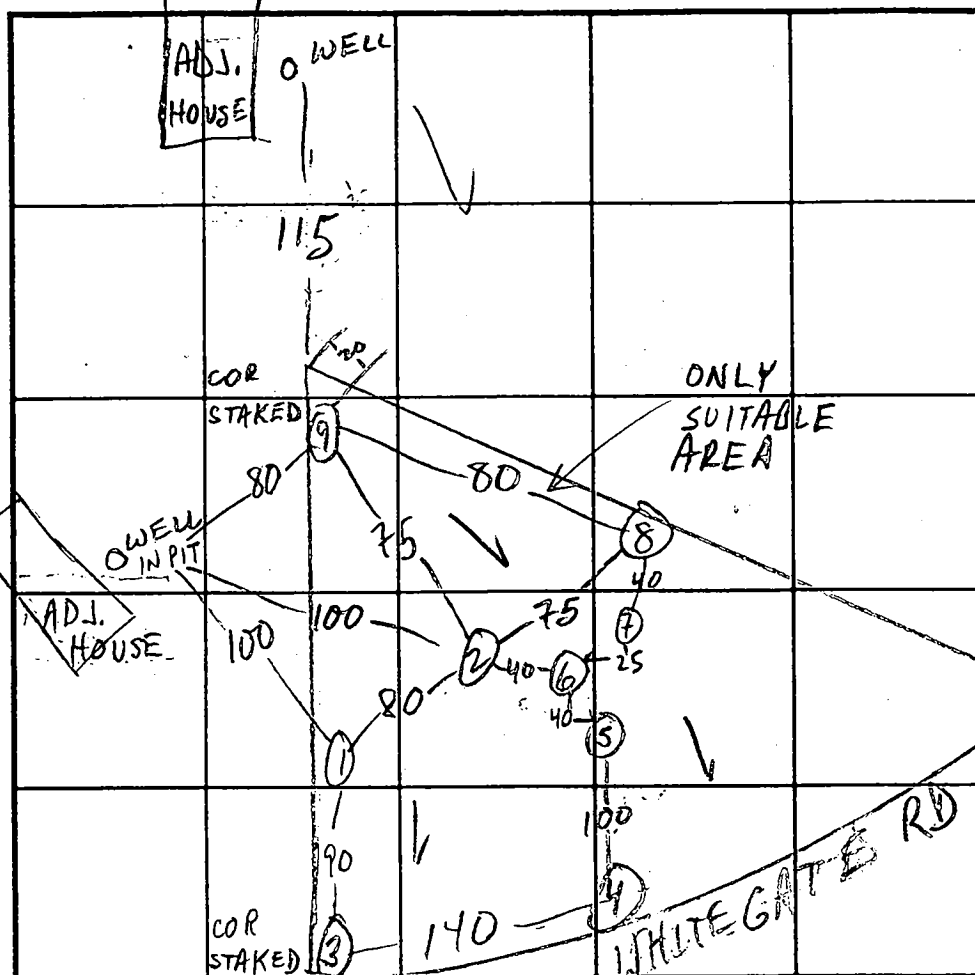 ADJ.
HOUSE
WELL
115
20
COR
STAKED
9
ONLY
SUITABLE
AREA
80
80
75
8
WELL
IN PIT
40
ADJ.
HOUSE
100
100
75
7
2
40
6
25
80
40
5
1
100
90
RD
4
WHITEGATE
COR
STAKED
3
140